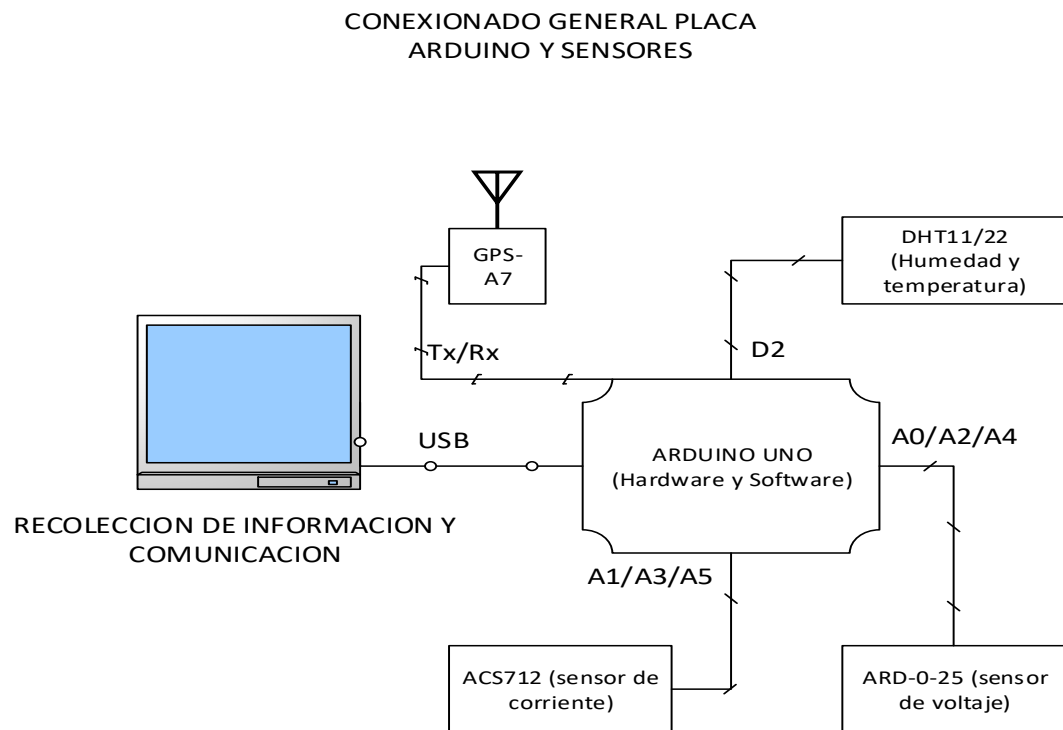 CONEXIONADO GENERAL PLACA
ARDUINO Y SENSORES
GPS-
A7
DHT11/22
(Humedad y
temperatura)
Tx/Rx
D2
USB
ARDUINO UNO
(Hardware y Software)
A0/A2/A4
RECOLECCION DE INFORMACION Y
COMUNICACION
A1/A3/A5
ACS712 (sensor de
corriente)
ARD-0-25 (sensor
de voltaje)